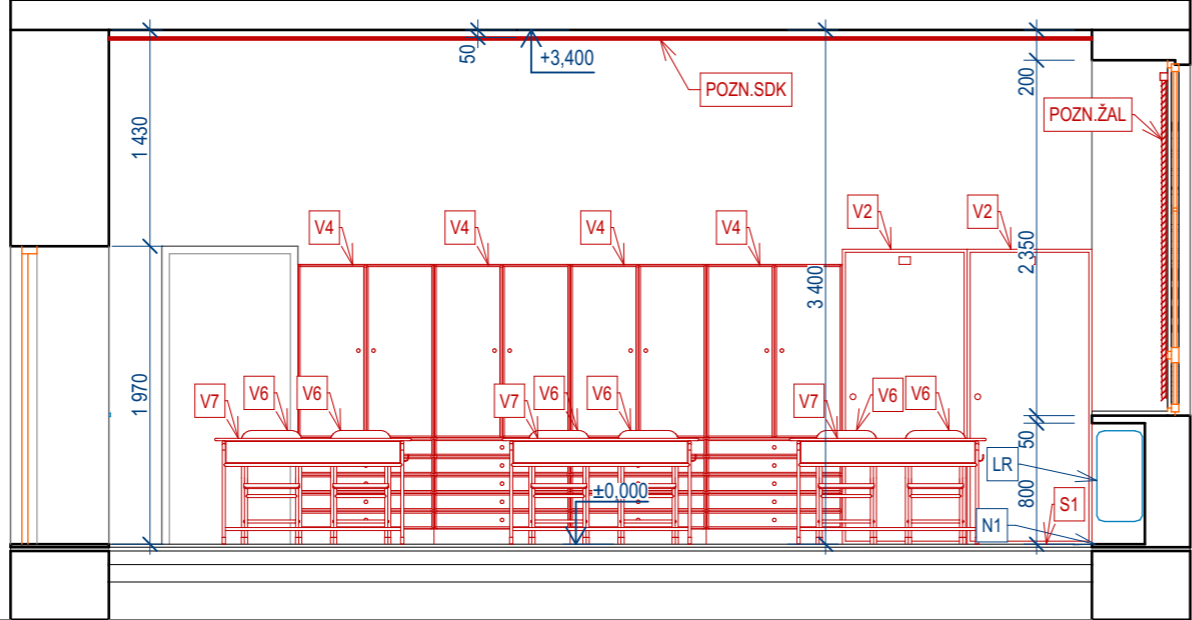 50
+3,400
200
POZN.SDK
POZN.ŽAL
1 430
V4
V4
V4
V4
V2
V2
2 350
3 400
1 970
V7
V6
V6
V7
V6
V6
V7
V6
V6
50
LR
±0,000
800
S1
N1